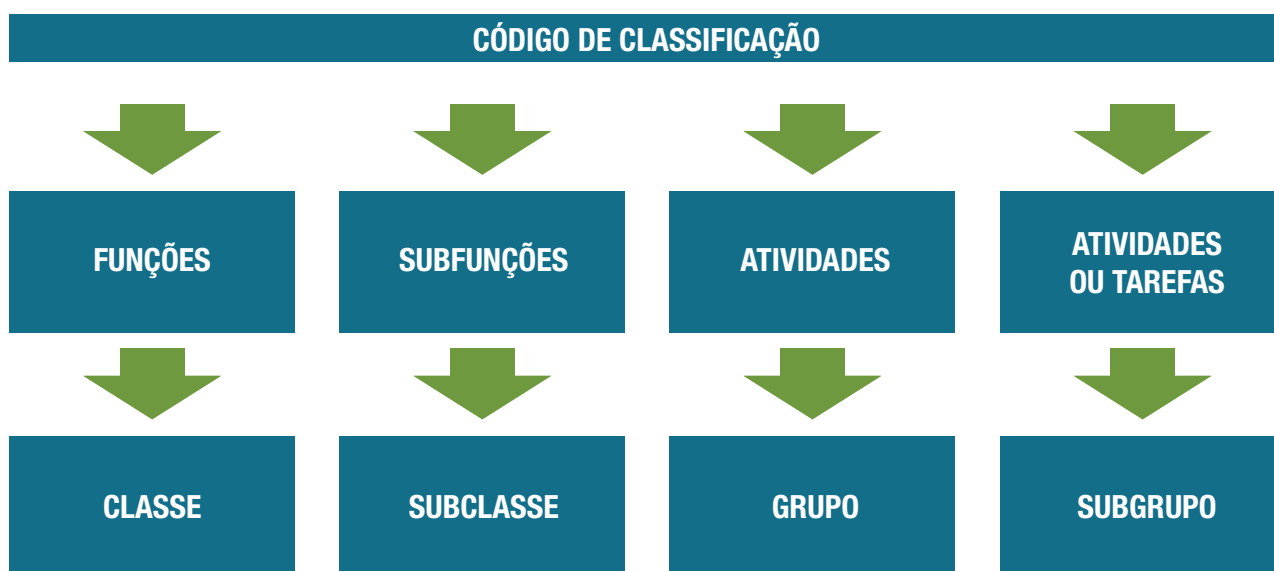 CÓDIGO DE CLASSIFICAÇÃO
FUNÇÕES
SUBFUNÇÕES
ATIVIDADES
ATIVIDADES
OU TAREFAS
CLASSE
SUBCLASSE
GRUPO
SUBGRUPO